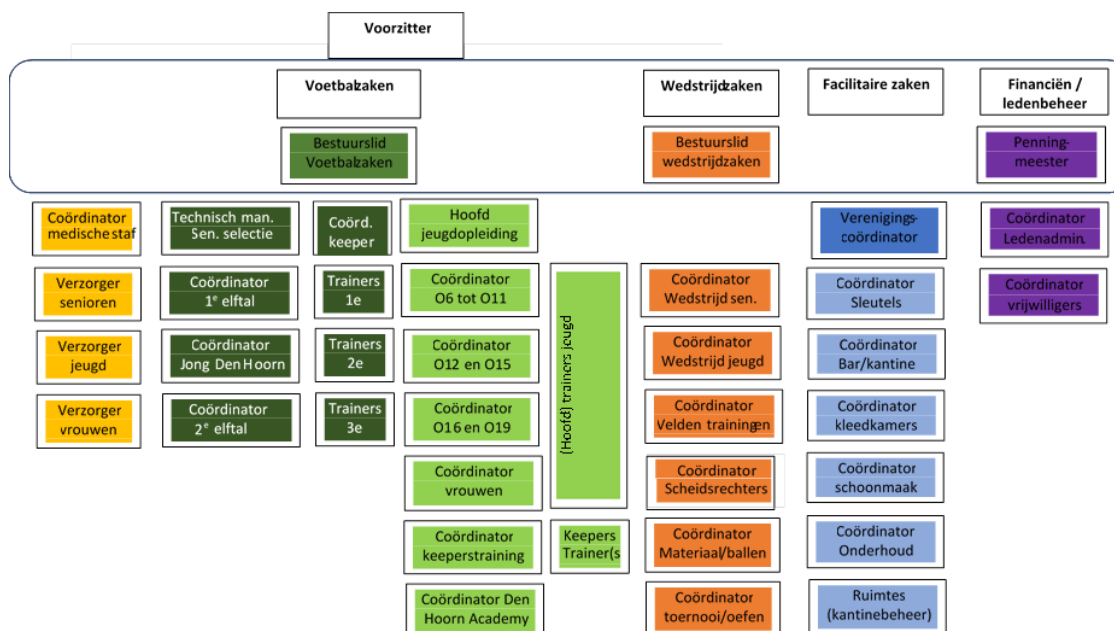 Voorzitter
Voetbalzaken
Wedstrijdzaken
Facilitaire zaken
Financiën /
ledenbeheer
Bestuurslid
Voetbalzaken
Bestuurslid
wedstrijdzaken
Penning-
meester
Coördinator
medische staf
Technisch man.
Sen. selectie
Coörd.
keeper
Hoofd
jeugdopleiding
Verenigings-
coördinator
Coördinator
Ledenadmin.
Verzorger
senioren
Coördinator
1e elftal
Trainers
1e
Coördinator
O6 tot O11
(Hoofd) trainers jeugd
Coördinator
Wedstrijd sen.
Coördinator
Sleutels
Coördinator
vrijwilligers
Verzorger
jeugd
Coördinator
Jong Den Hoorn
Trainers
2e
Coördinator
O12 en O15
Coördinator
Wedstrijd jeugd
Coördinator
Bar/kantine
Verzorger
vrouwen
Coördinator
2e elftal
Trainers
3e
Coördinator
O16 en O19
Coördinator
Velden trainingen
Coördinator
kleedkamers
Coördinator
vrouwen
Coördinator
Scheidsrechters
Coördinator
schoonmaak
Coördinator
keeperstraining
Keepers
Trainer(s
Coördinator
Materiaal/ballen
Coördinator
Onderhoud
Coördinator Den
Hoorn Academy
Coördinator
toernooi/oefen
Ruimtes
(kantinebeheer)